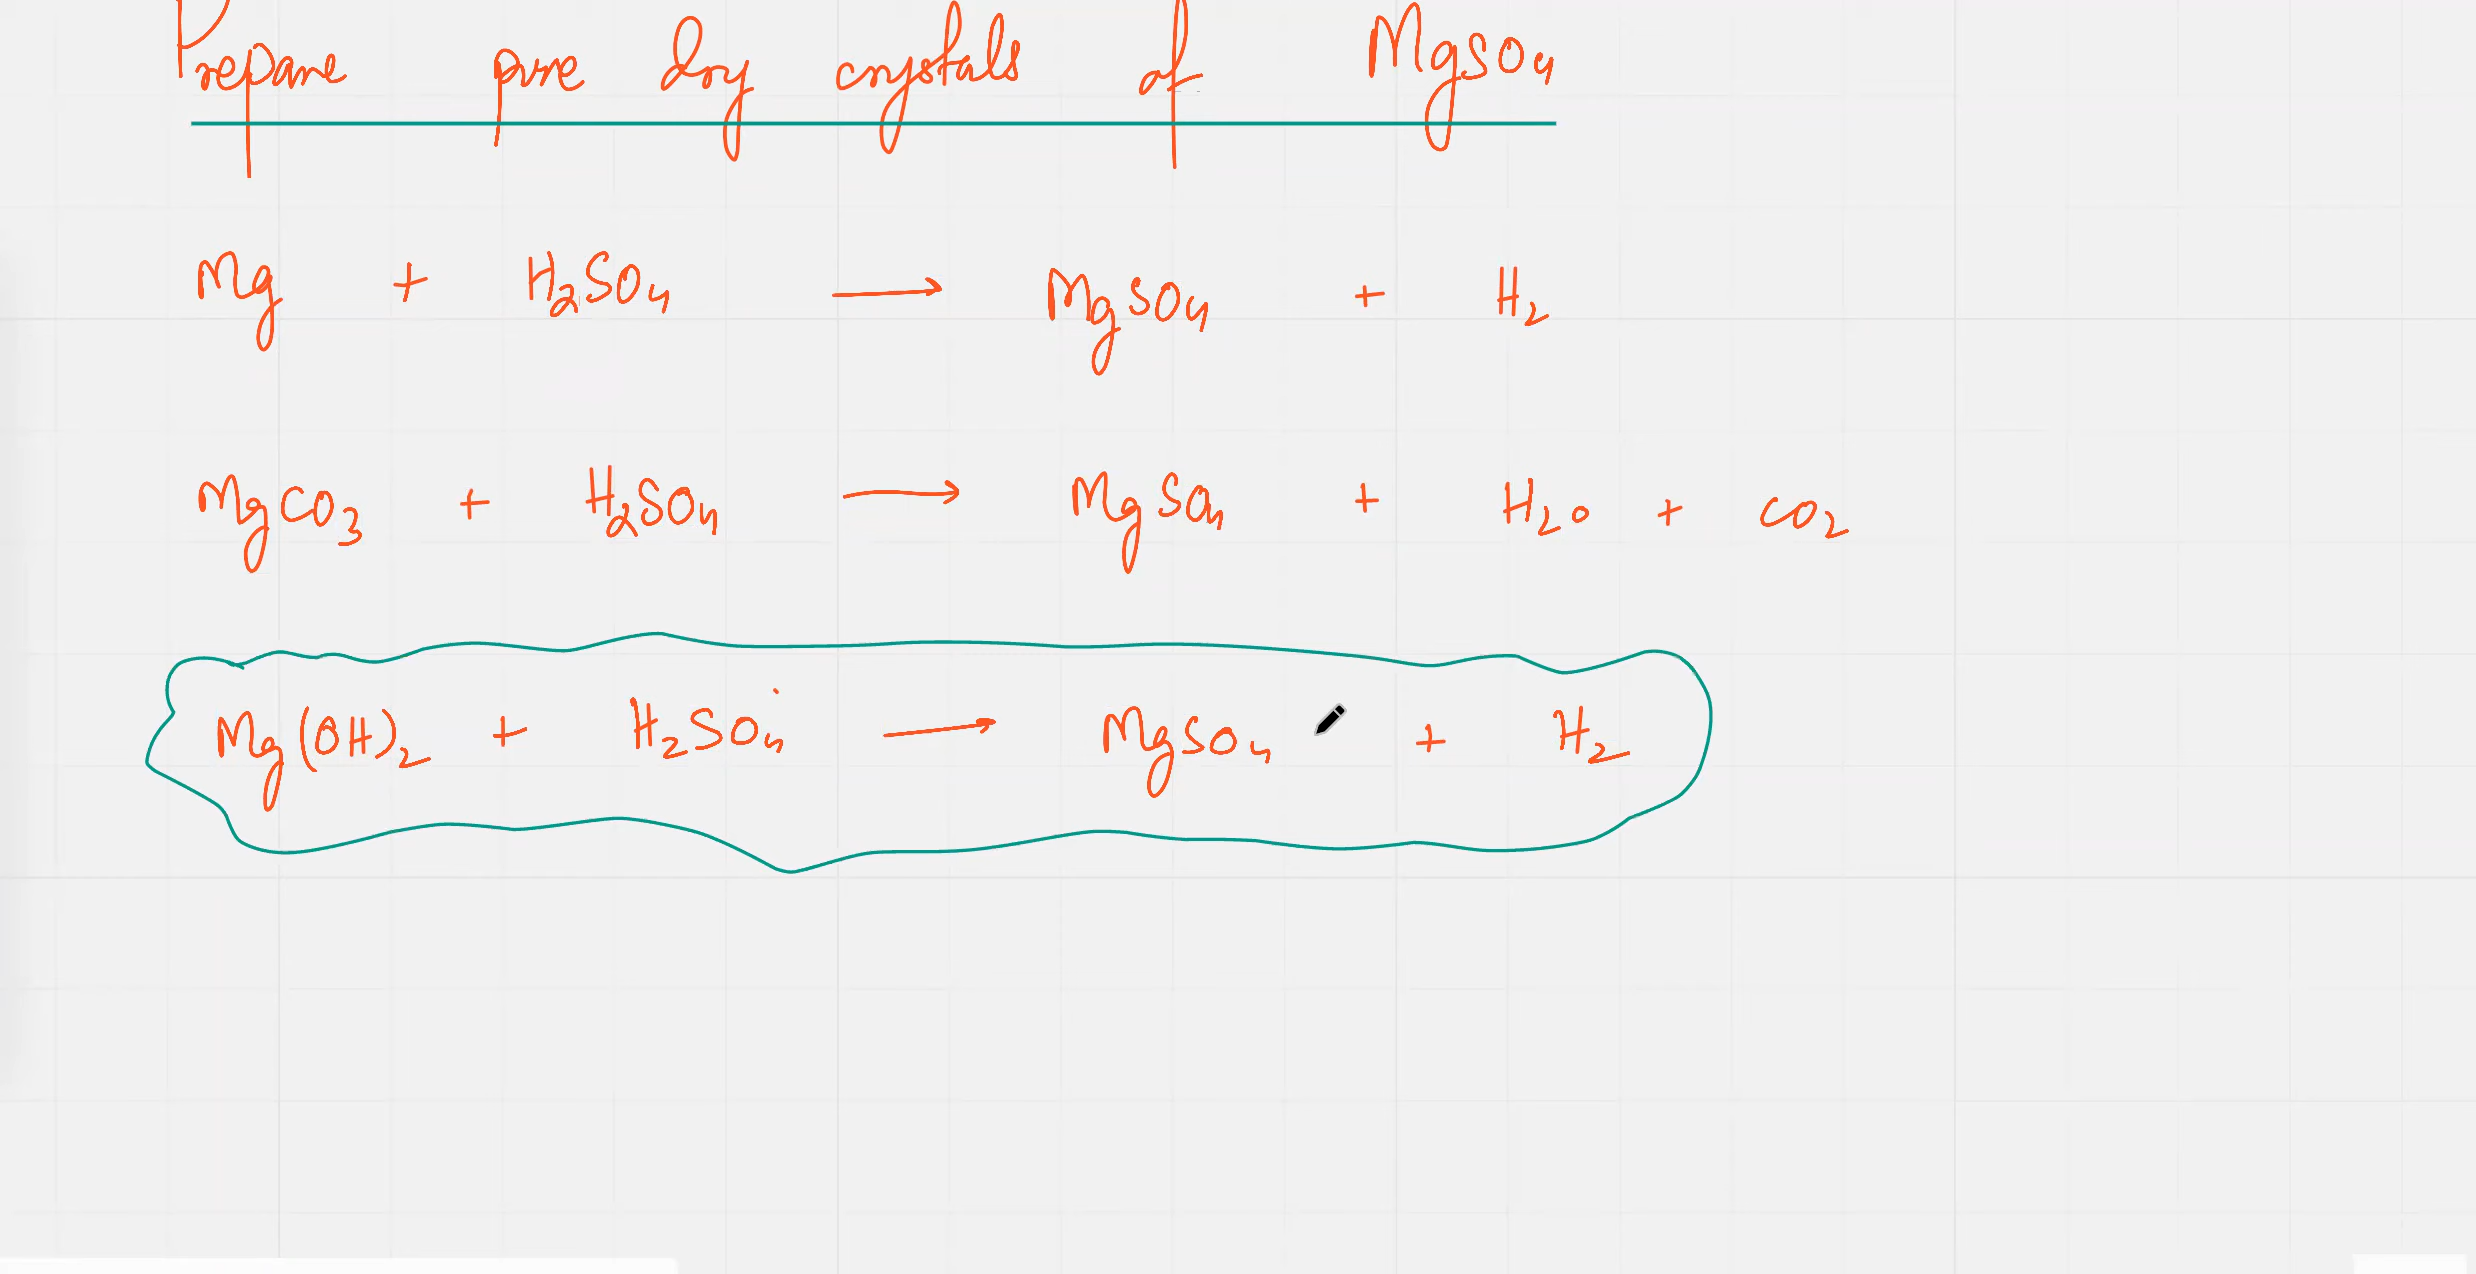 Prepare pure dry crystals of MgSO4
Mg + H2SO4 → MgSO4 + H2
MgCO3 + H2SO4 → MgSO4 + H2O + CO2
Mg(OH)2 + H2SO4 → MgSO4 + H2